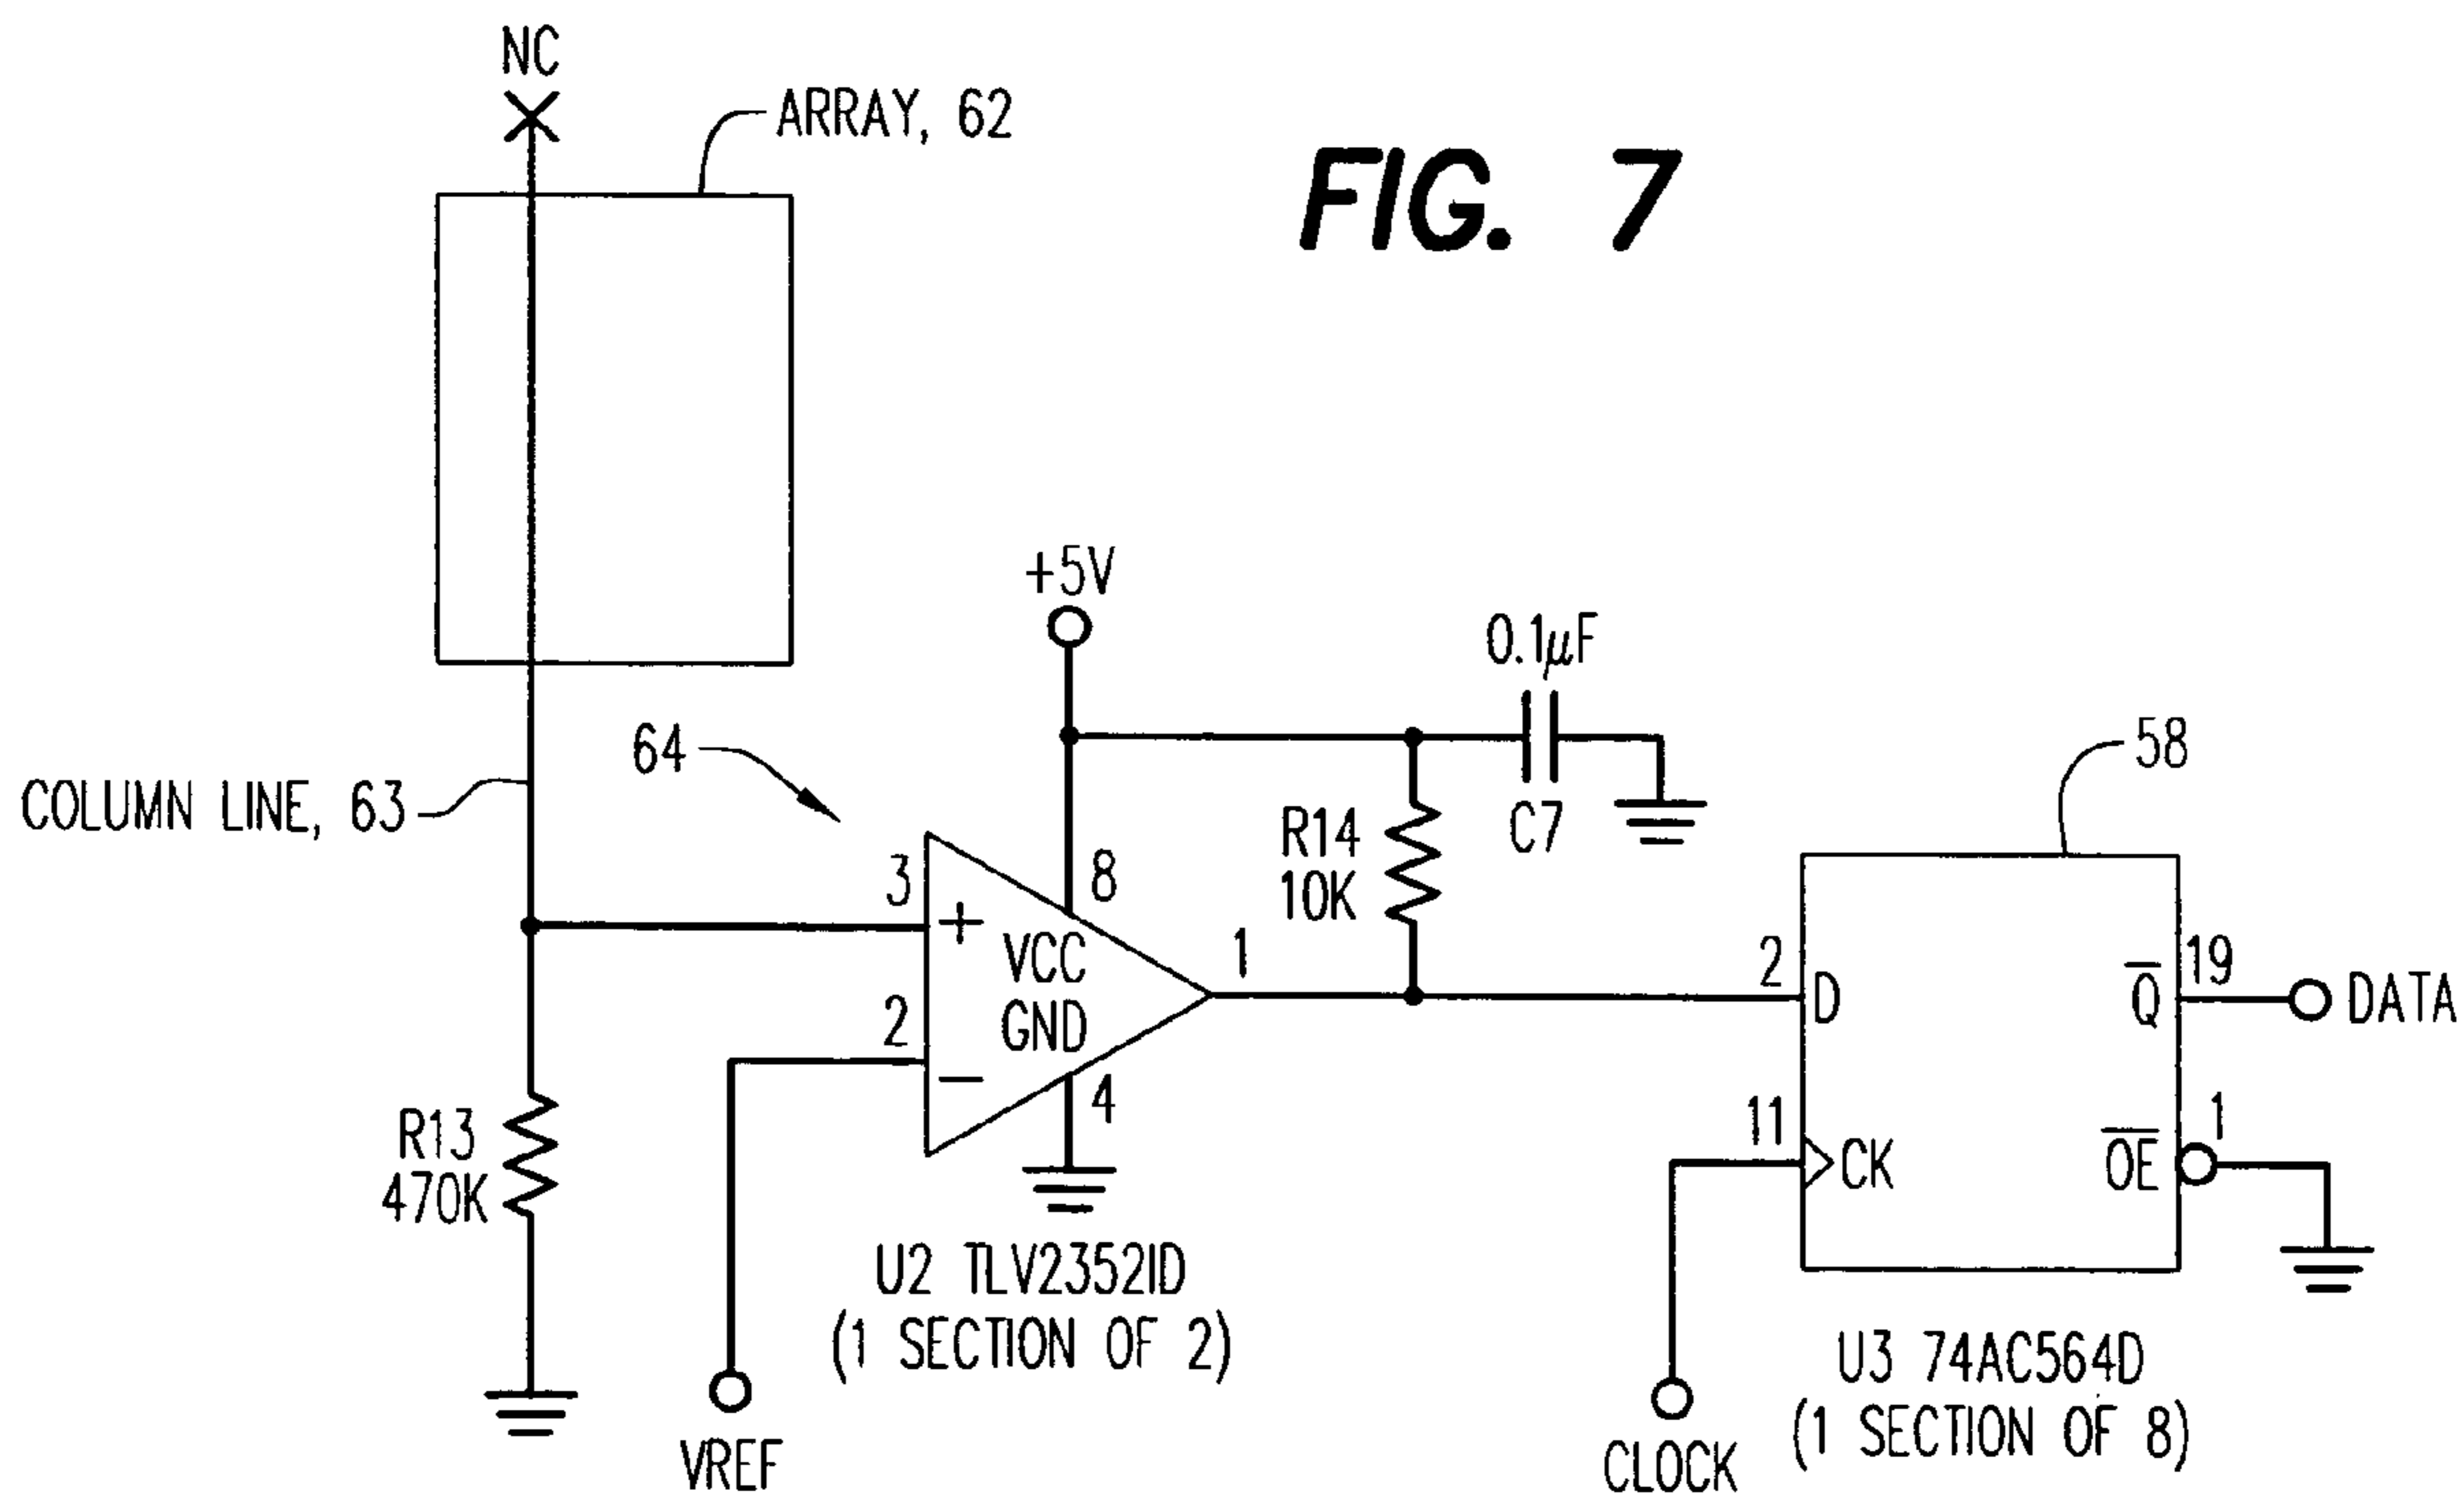 NC
ARRAY, 62
FIG. 7
+5V
0.1μF
64
58
COLUMN LINE, 63
R14
10K
C7
3
8
+
VCC
1
2
19
2
GND
D
Q
DATA
−
4
11
1
R13
470K
CK
OE
U2 TLV2352ID
(1 SECTION OF 2)
U3 74AC564D
(1 SECTION OF 8)
VREF
CLOCK